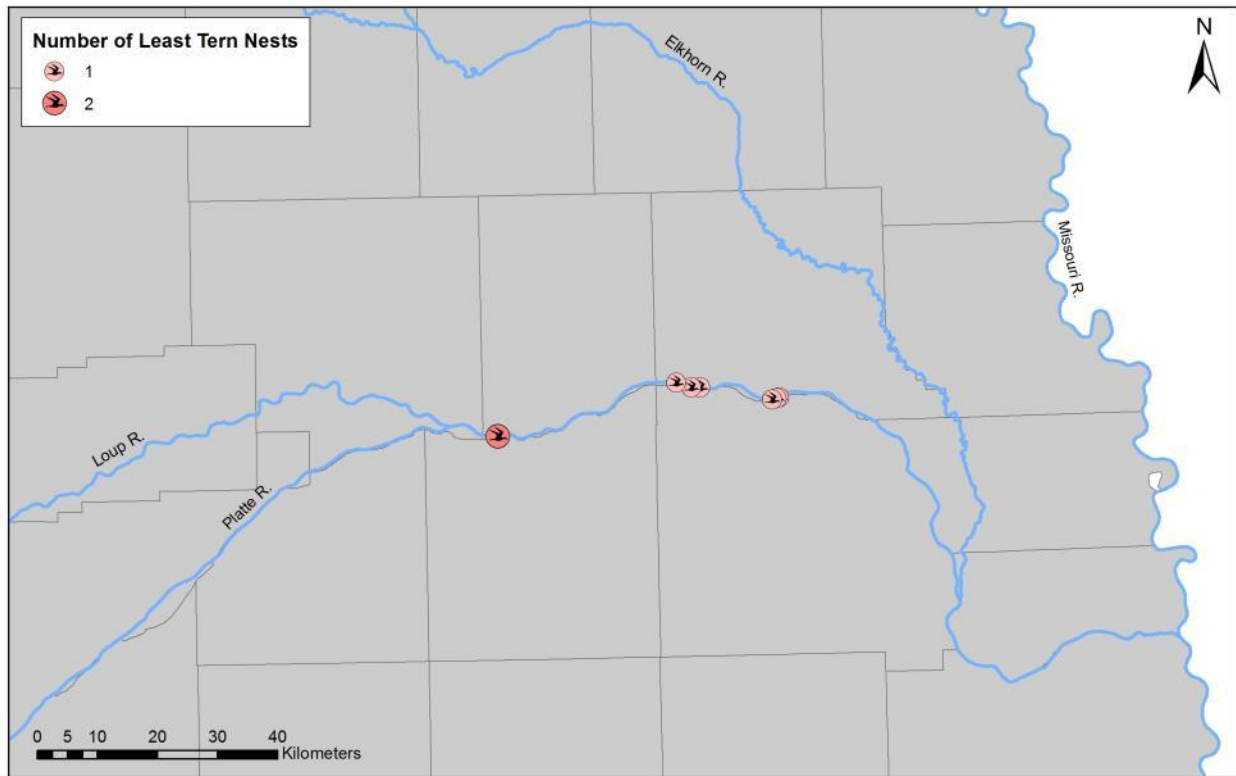 Number of Least Tern Nests
1
2
N
Elkhorn R.
Missouri R.
Loup R.
Platte R.
0 5 10 20 30 40
Kilometers